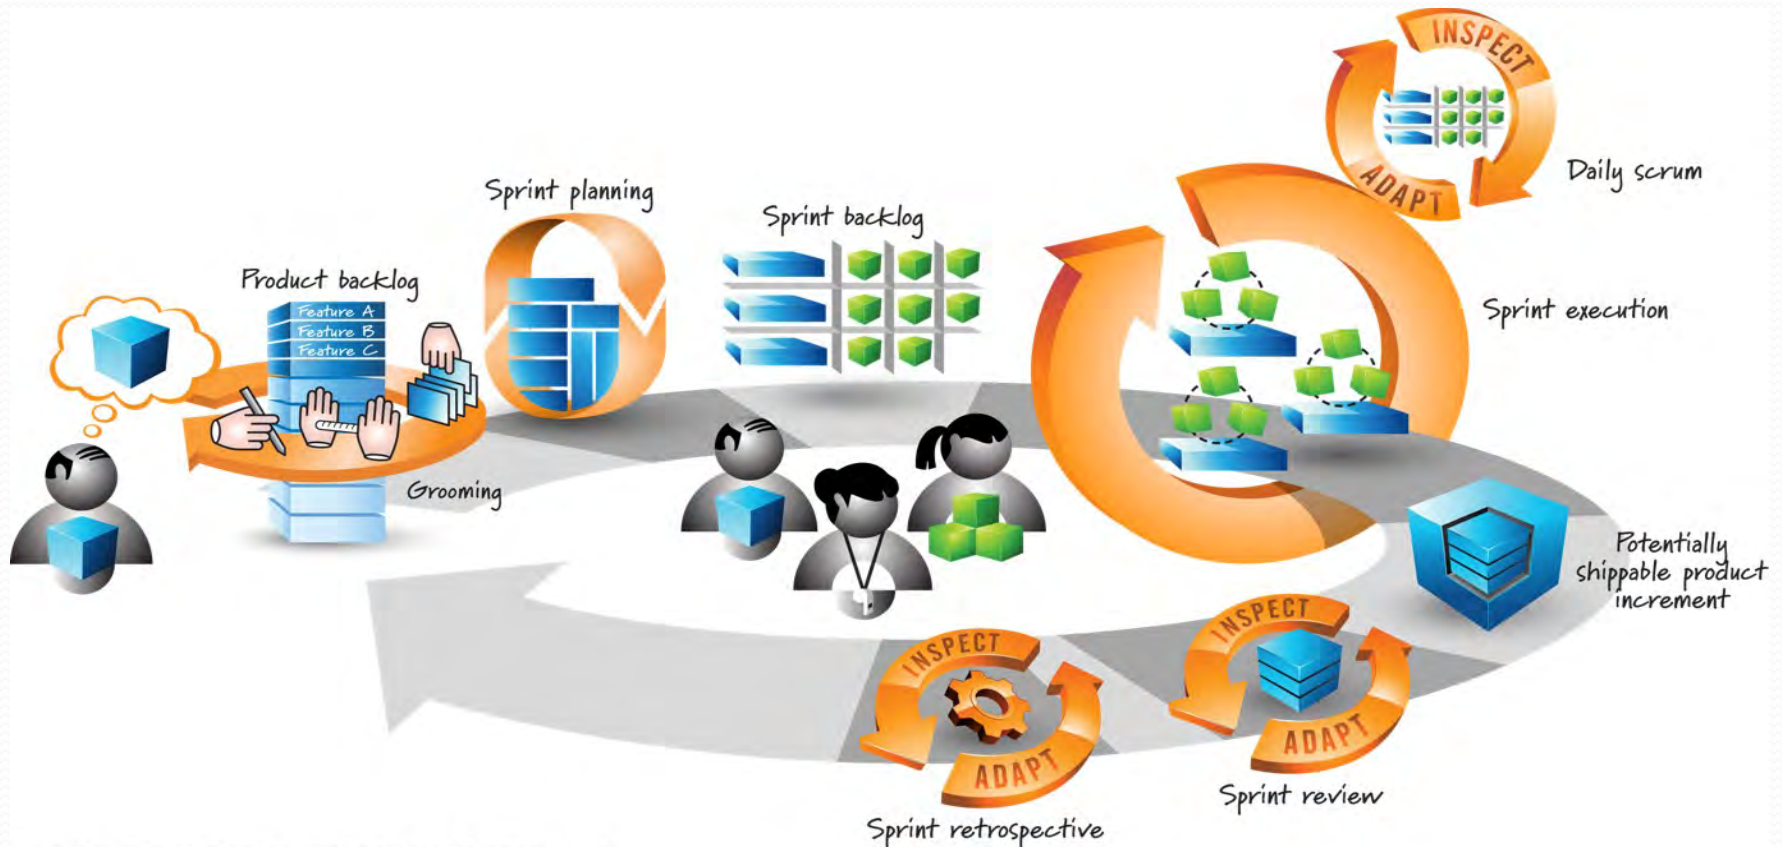 Product backlog
Feature A
Feature B
Feature C
Grooming
Sprint planning
Sprint backlog
INSPECT
ADAPT
Daily scrum
Sprint execution
Potentially
shippable product
increment
INSPECT
ADAPT
Sprint review
INSPECT
ADAPT
Sprint retrospective